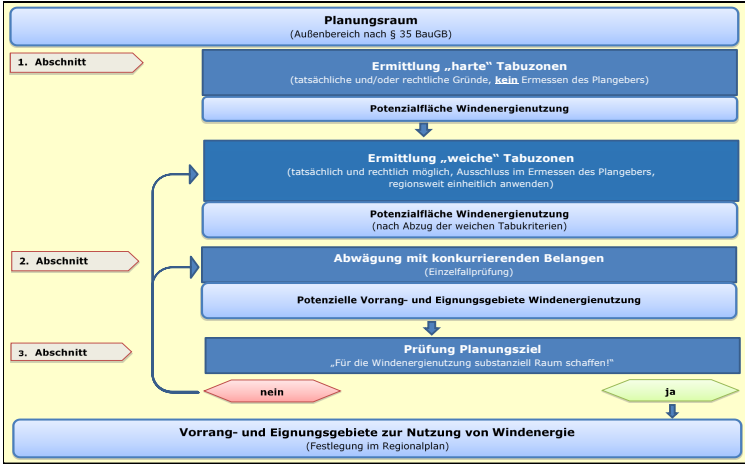 Planungsraum
(Außenbereich nach § 35 BauGB)
1. Abschnitt
Ermittlung „harte“ Tabuzonen
(tatsächliche und/oder rechtliche Gründe, kein Ermessen des Plangebers)
Potenzialfläche Windenergienutzung
Ermittlung „weiche“ Tabuzonen
(tatsächlich und rechtlich möglich, Ausschluss im Ermessen des Plangebers,
regionsweit einheitlich anwenden)
Potenzialfläche Windenergienutzung
(nach Abzug der weichen Tabukriterien)
2. Abschnitt
Abwägung mit konkurrierenden Belangen
(Einzelfallprüfung)
Potenzielle Vorrang- und Eignungsgebiete Windenergienutzung
3. Abschnitt
Prüfung Planungsziel
„Für die Windenergienutzung substanziell Raum schaffen!“
nein
ja
Vorrang- und Eignungsgebiete zur Nutzung von Windenergie
(Festlegung im Regionalplan)